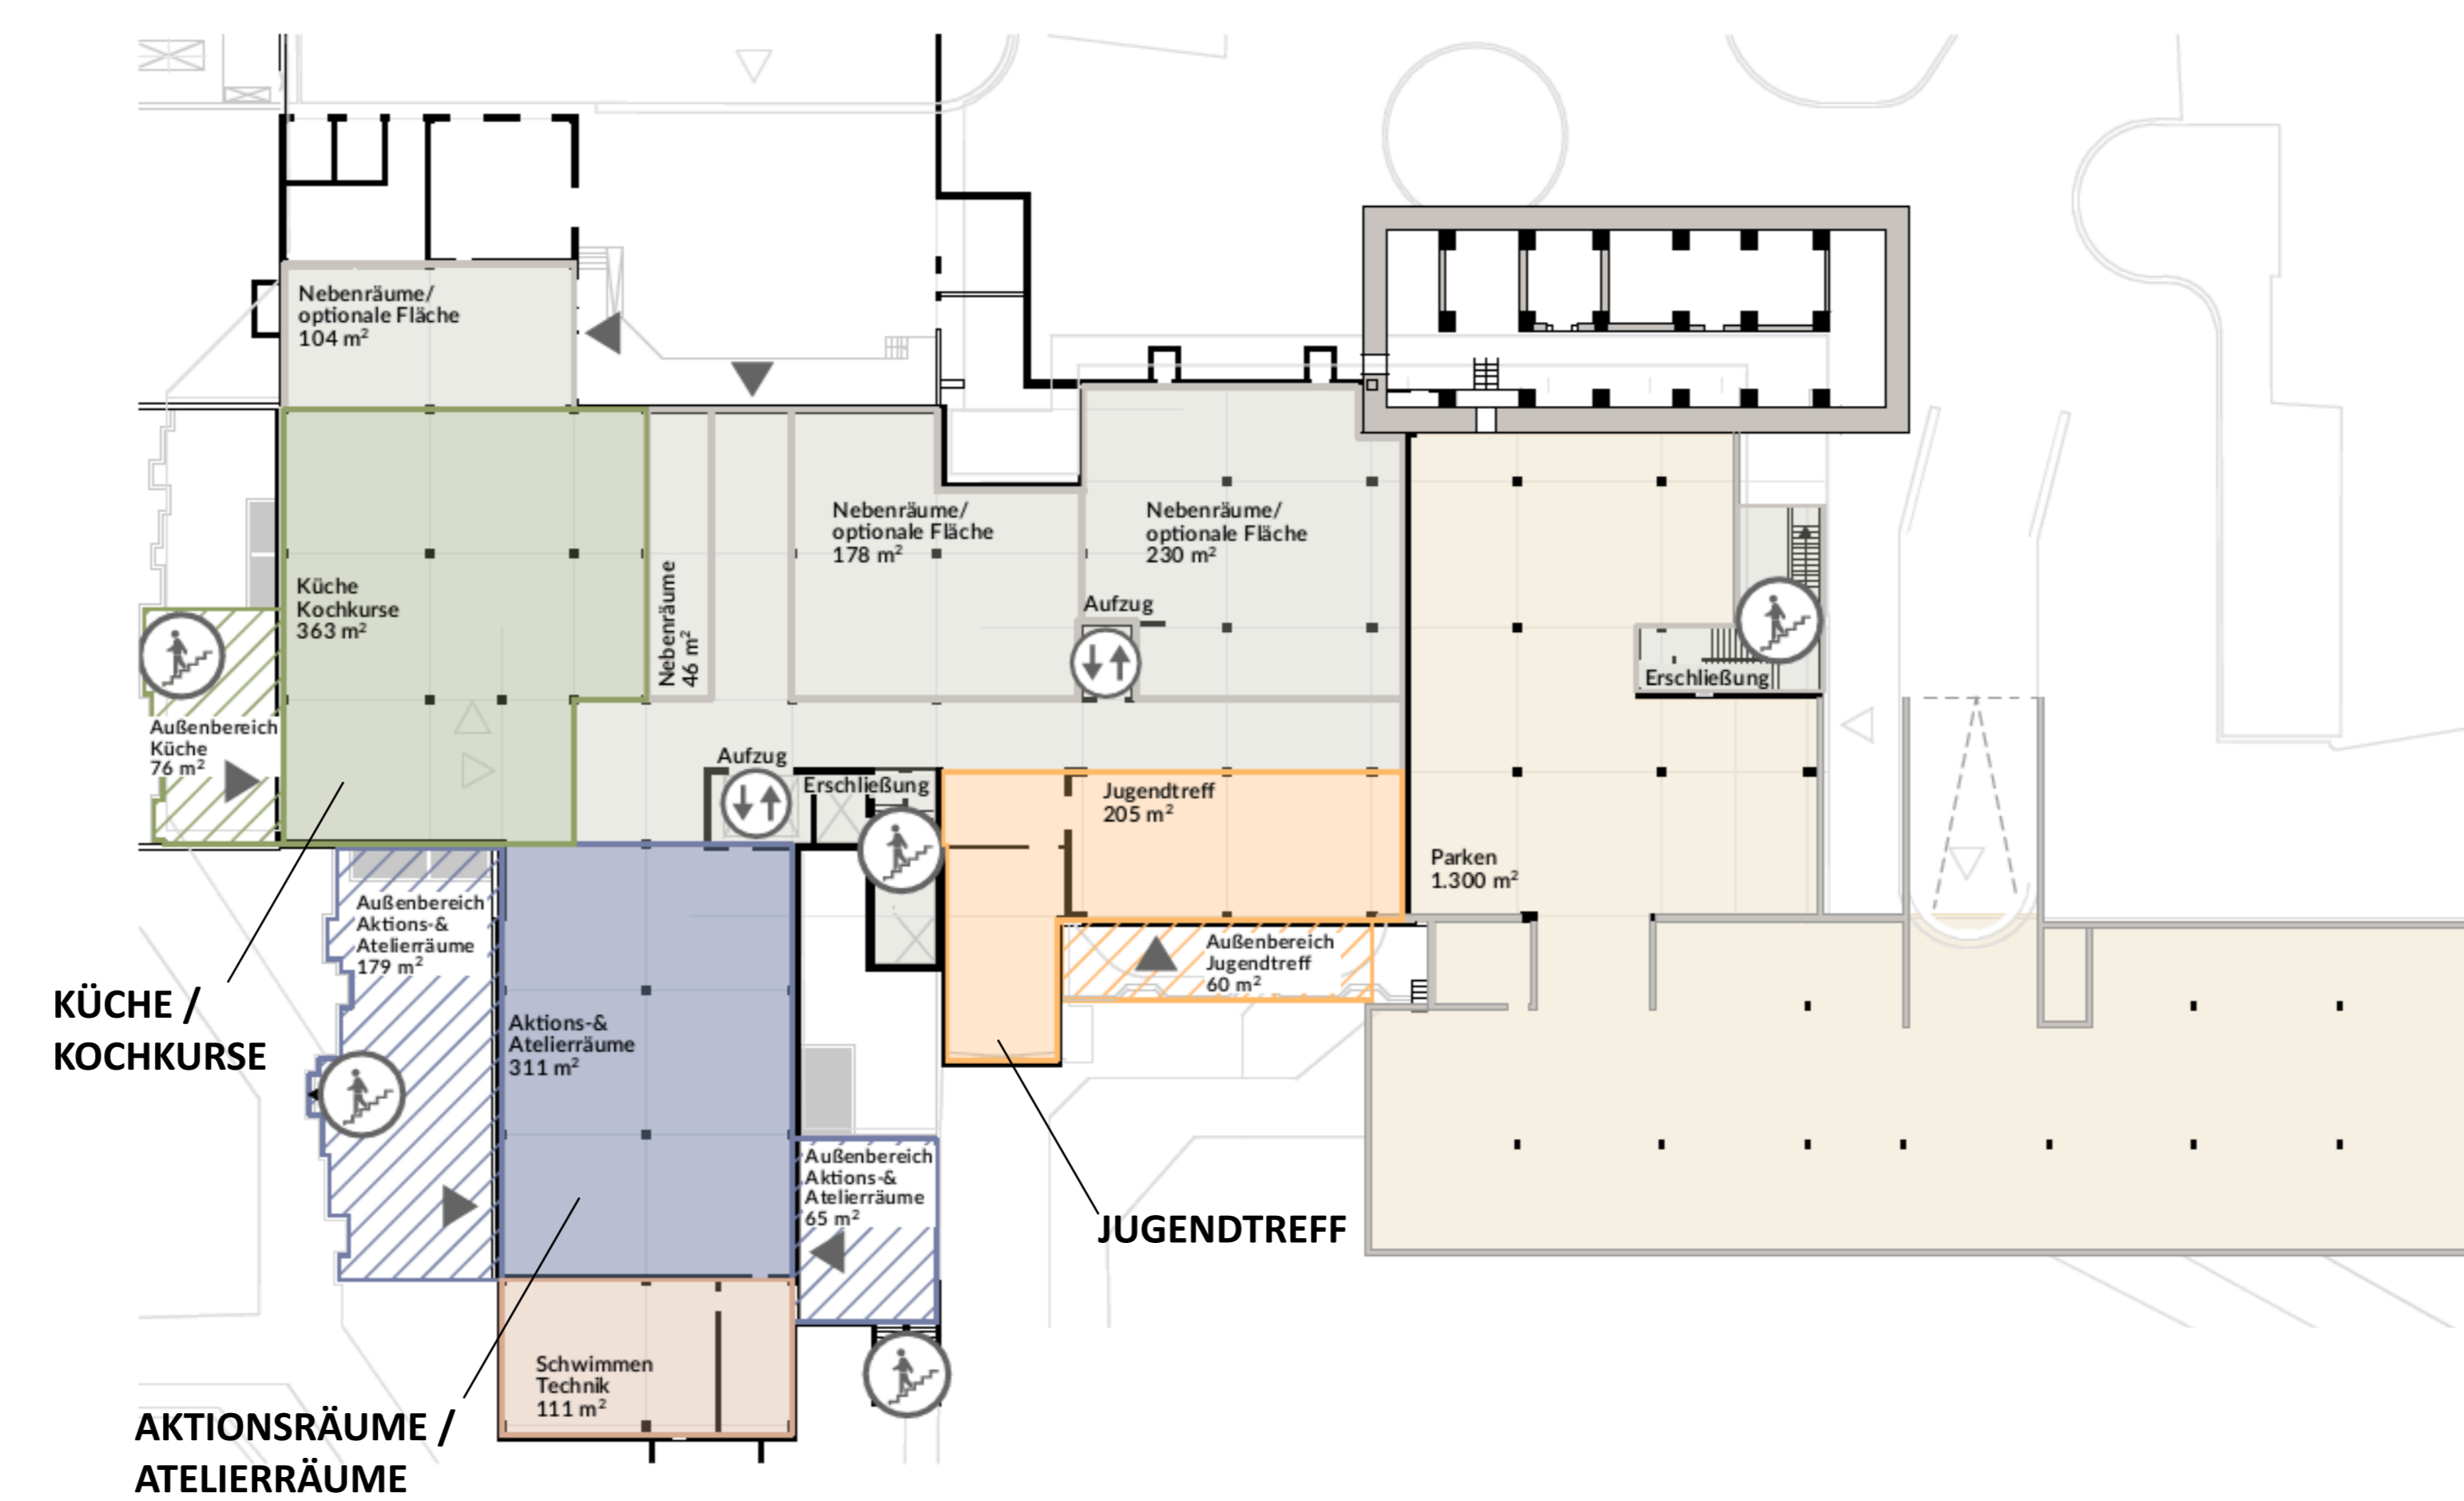 Nebenräume/
optionale Fläche
104 m²
Nebenräume/
optionale Fläche
178 m²
Nebenräume/
optionale Fläche
230 m²
Küche
Kochkurse
363 m²
Nebenräume
46 m²
Aufzug
Erschließung
Außenbereich
Küche
76 m²
Aufzug
Erschließung
Jugendtreff
205 m²
Parken
1.300 m²
Außenbereich
Aktions-&
Atelierräume
179 m²
Außenbereich
Jugendtreff
60 m²
KÜCHE /
KOCHKURSE
Aktions-&
Atelierräume
311 m²
Außenbereich
Aktions-&
Atelierräume
65 m²
JUGENDTREFF
Schwimmen
Technik
111 m²
AKTIONSRÄUME /
ATELIERRÄUME